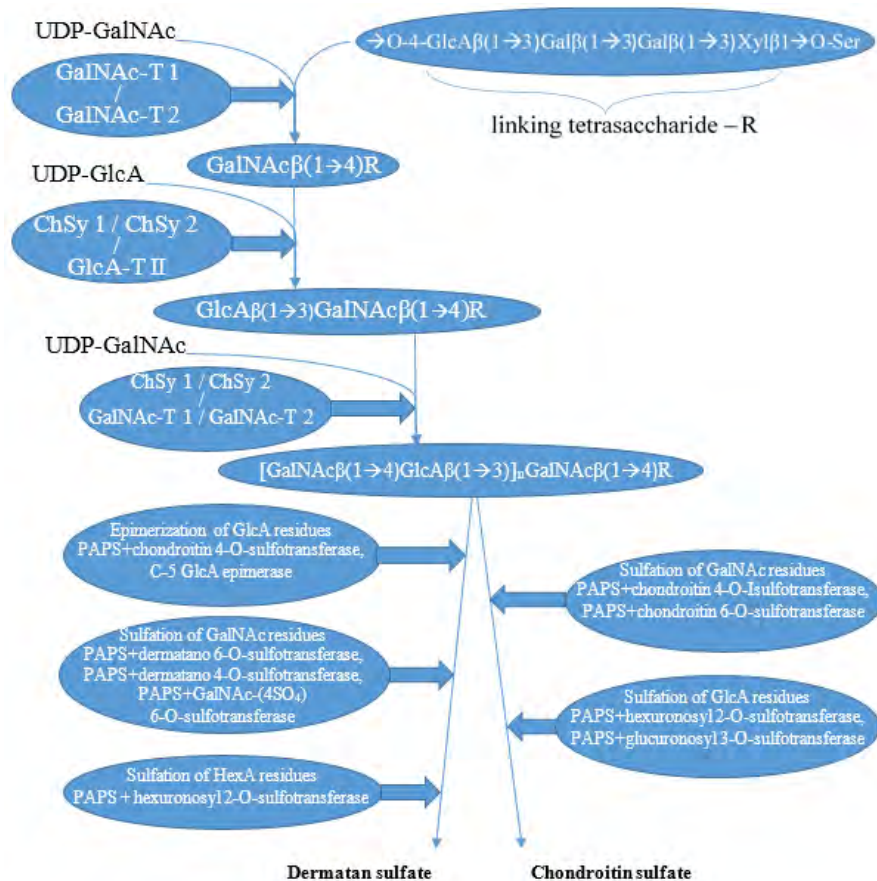 UDP-GalNAc
→O-4-GlcAβ(1→3)Galβ(1→3)Galβ(1→3)Xylβ1→O-Ser
GalNAc-T 1
/
GalNAc-T 2
linking tetrasaccharide – R
GalNAcβ(1→4)R
UDP-GlcA
ChSy 1 / ChSy 2
/
GlcA-T II
GlcAβ(1→3)GalNAcβ(1→4)R
UDP-GalNAc
ChSy 1 / ChSy 2
/
GalNAc-T 1 / GalNAc-T 2
[GalNAcβ(1→4)GlcAβ(1→3)]nGalNAcβ(1→4)R
Epimerization of GlcA residues
PAPS+chondroitin 4-O-sulfotransferase,
C-5 GlcA epimerase
Sulfation of GalNAc residues
PAPS+chondroitin 4-O-Isulfotransferase,
PAPS+chondroitin 6-O-sulfotransferase
Sulfation of GalNAc residues
PAPS+dermatano 6-O-sulfotransferase,
PAPS+dermatano 4-O-sulfotransferase,
PAPS+GalNAc-(4SO4)
6-O-sulfotransferase
Sulfation of GlcA residues
PAPS+hexuronosyl 2-O-sulfotransferase,
PAPS+glucuronosyl 3-O-sulfotransferase
Sulfation of HexA residues
PAPS + hexuronosyl 2-O-sulfotransferase
Dermatan sulfate
Chondroitin sulfate